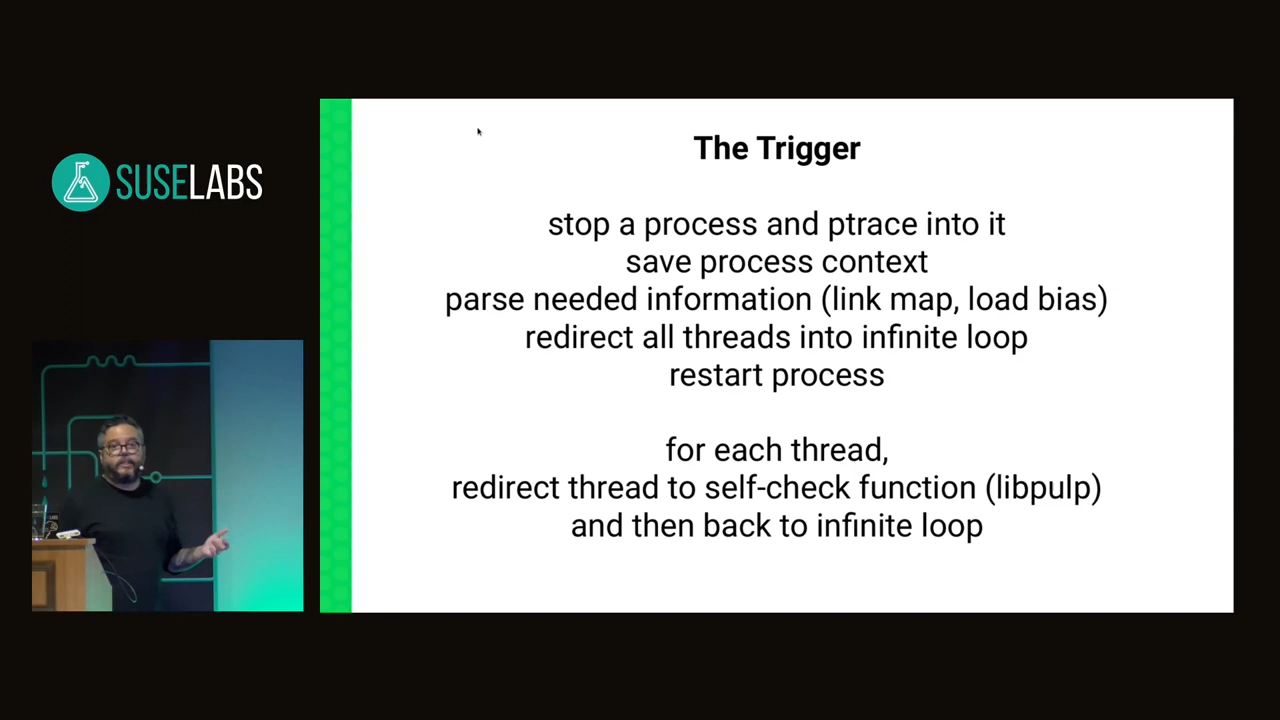 SUSELABS
The Trigger
stop a process and ptrace into it
save process context
parse needed information (link map, load bias)
redirect all threads into infinite loop
restart process
for each thread,
redirect thread to self-check function (libpulp)
and then back to infinite loop